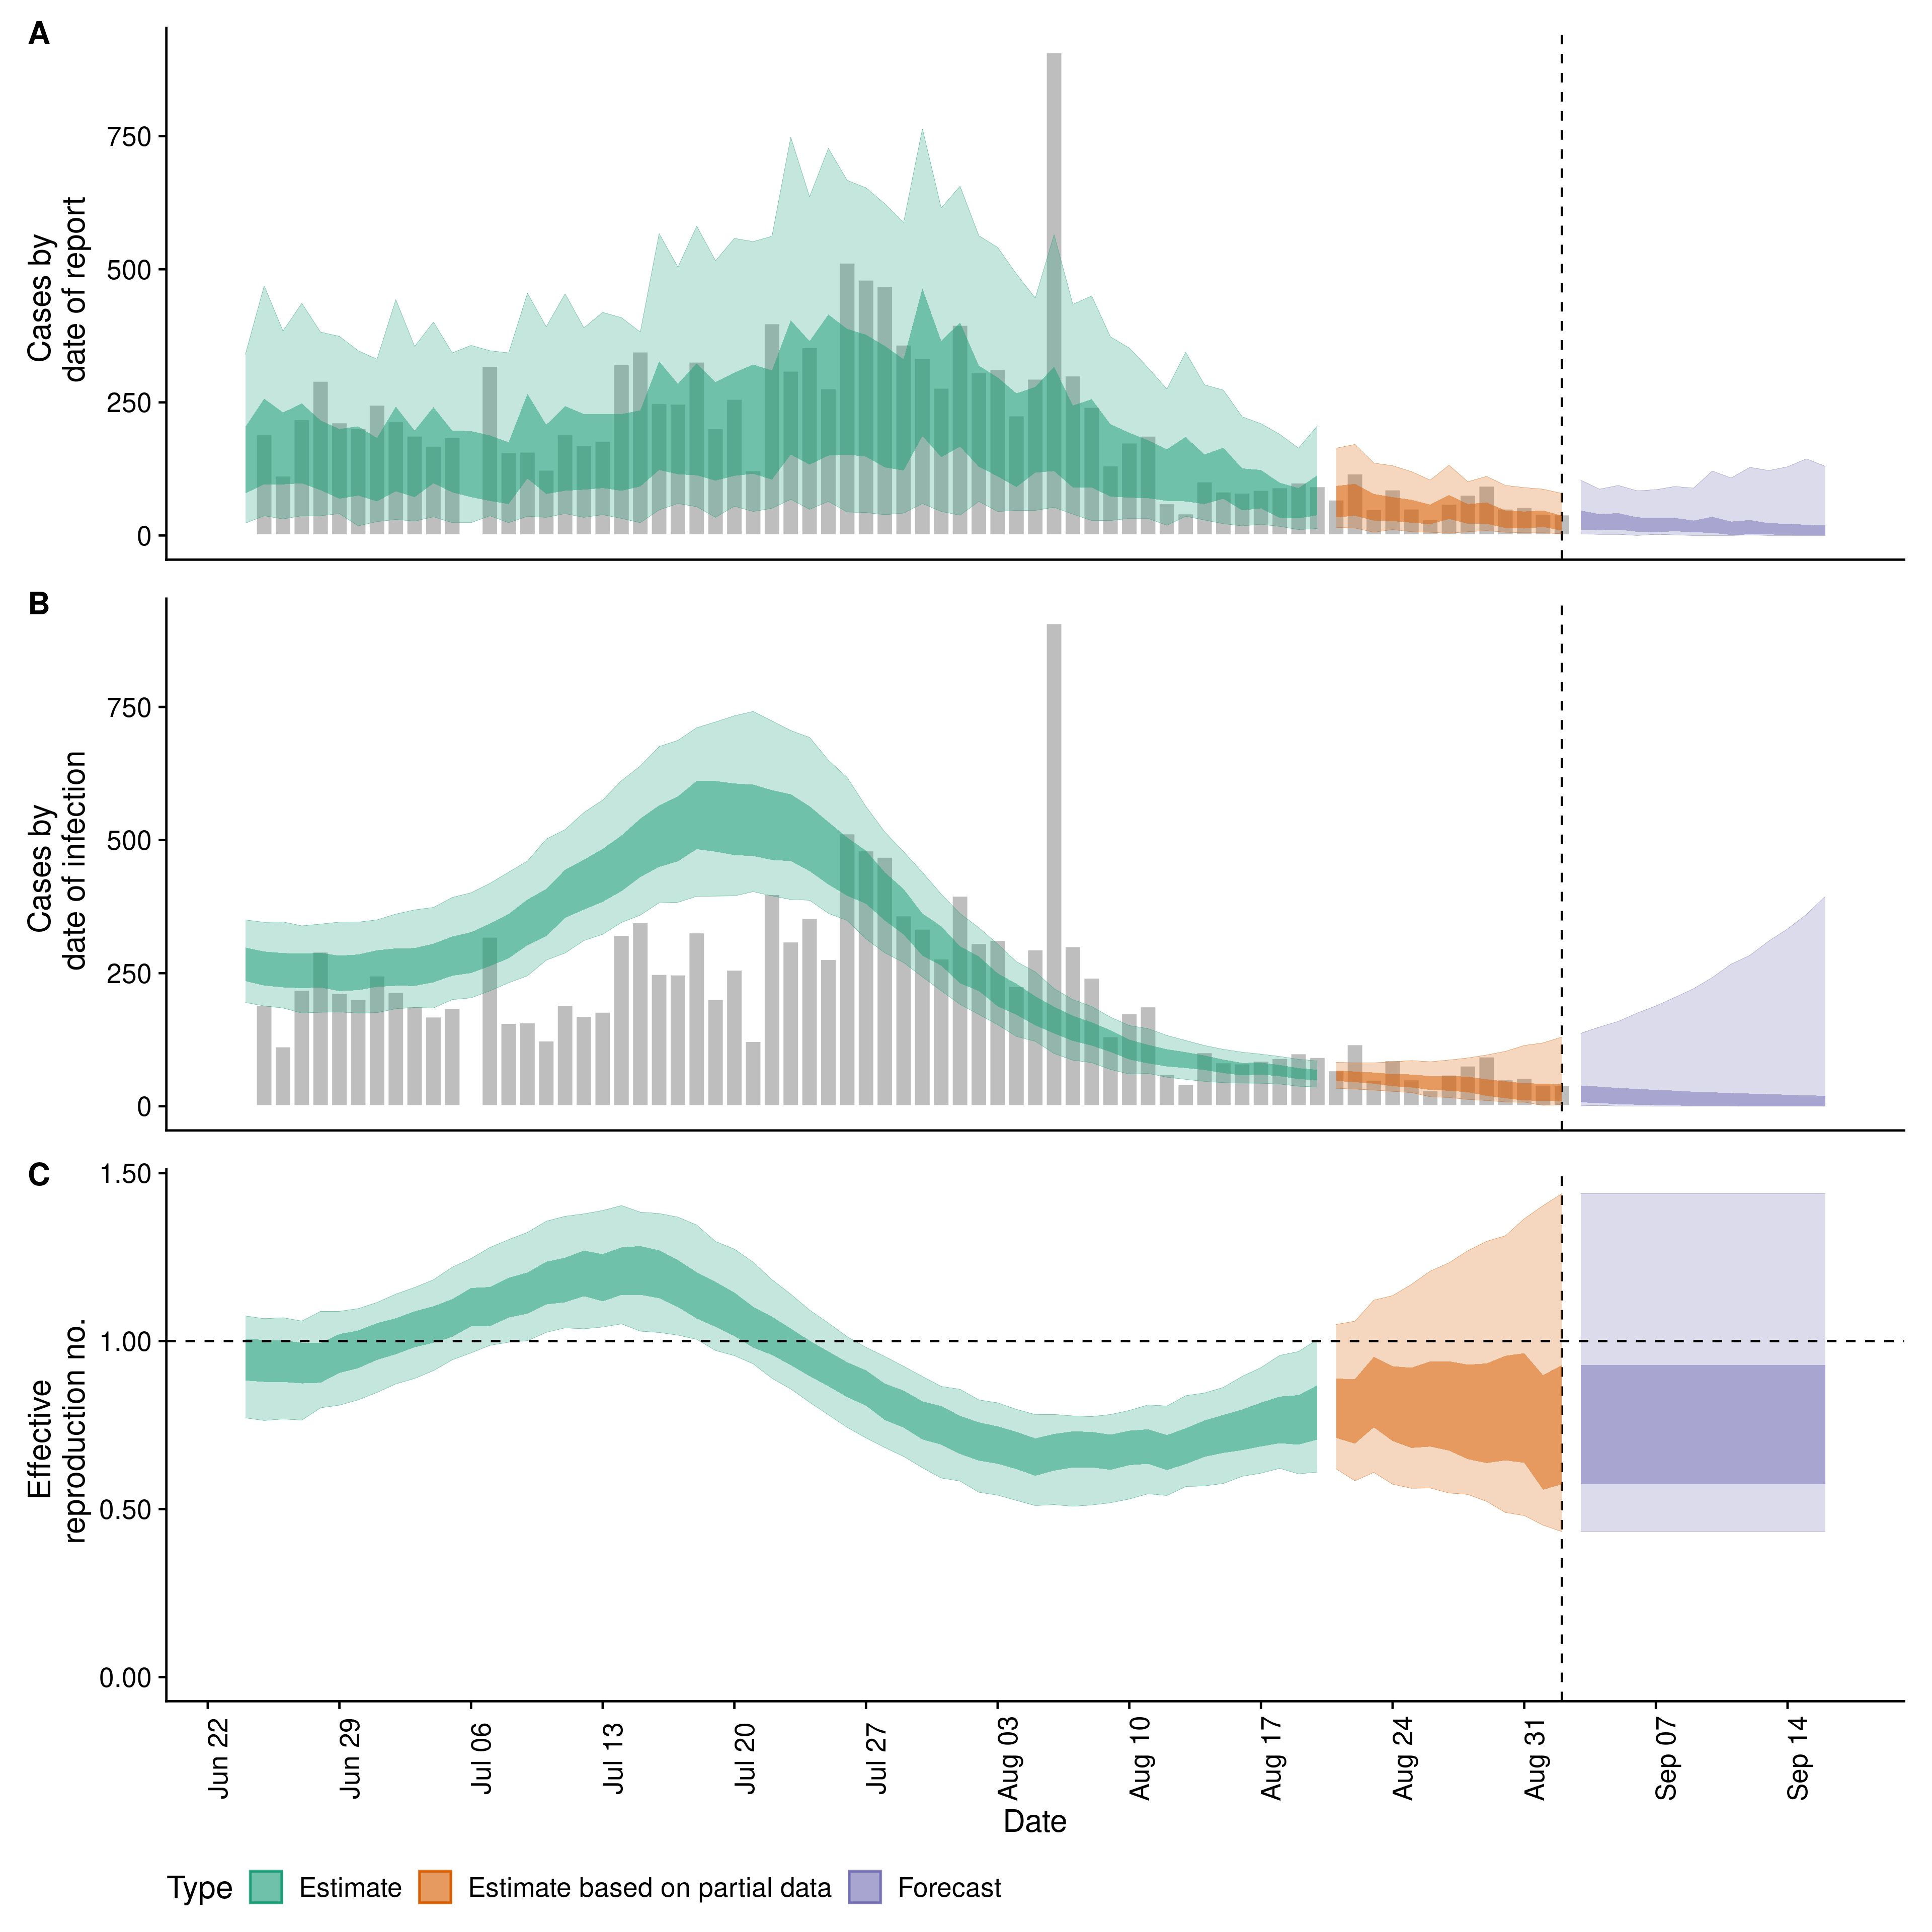 A
Cases by
date of report
750
500
250
0
B
Cases by
date of infection
750
500
250
0
C
Effective
reproduction no.
1.50
1.00
0.50
0.00
Jun 22
Jun 29
Jul 06
Jul 13
Jul 20
Jul 27
Aug 03
Aug 10
Aug 17
Aug 24
Aug 31
Sep 07
Sep 14
Date
Type Estimate Estimate based on partial data Forecast